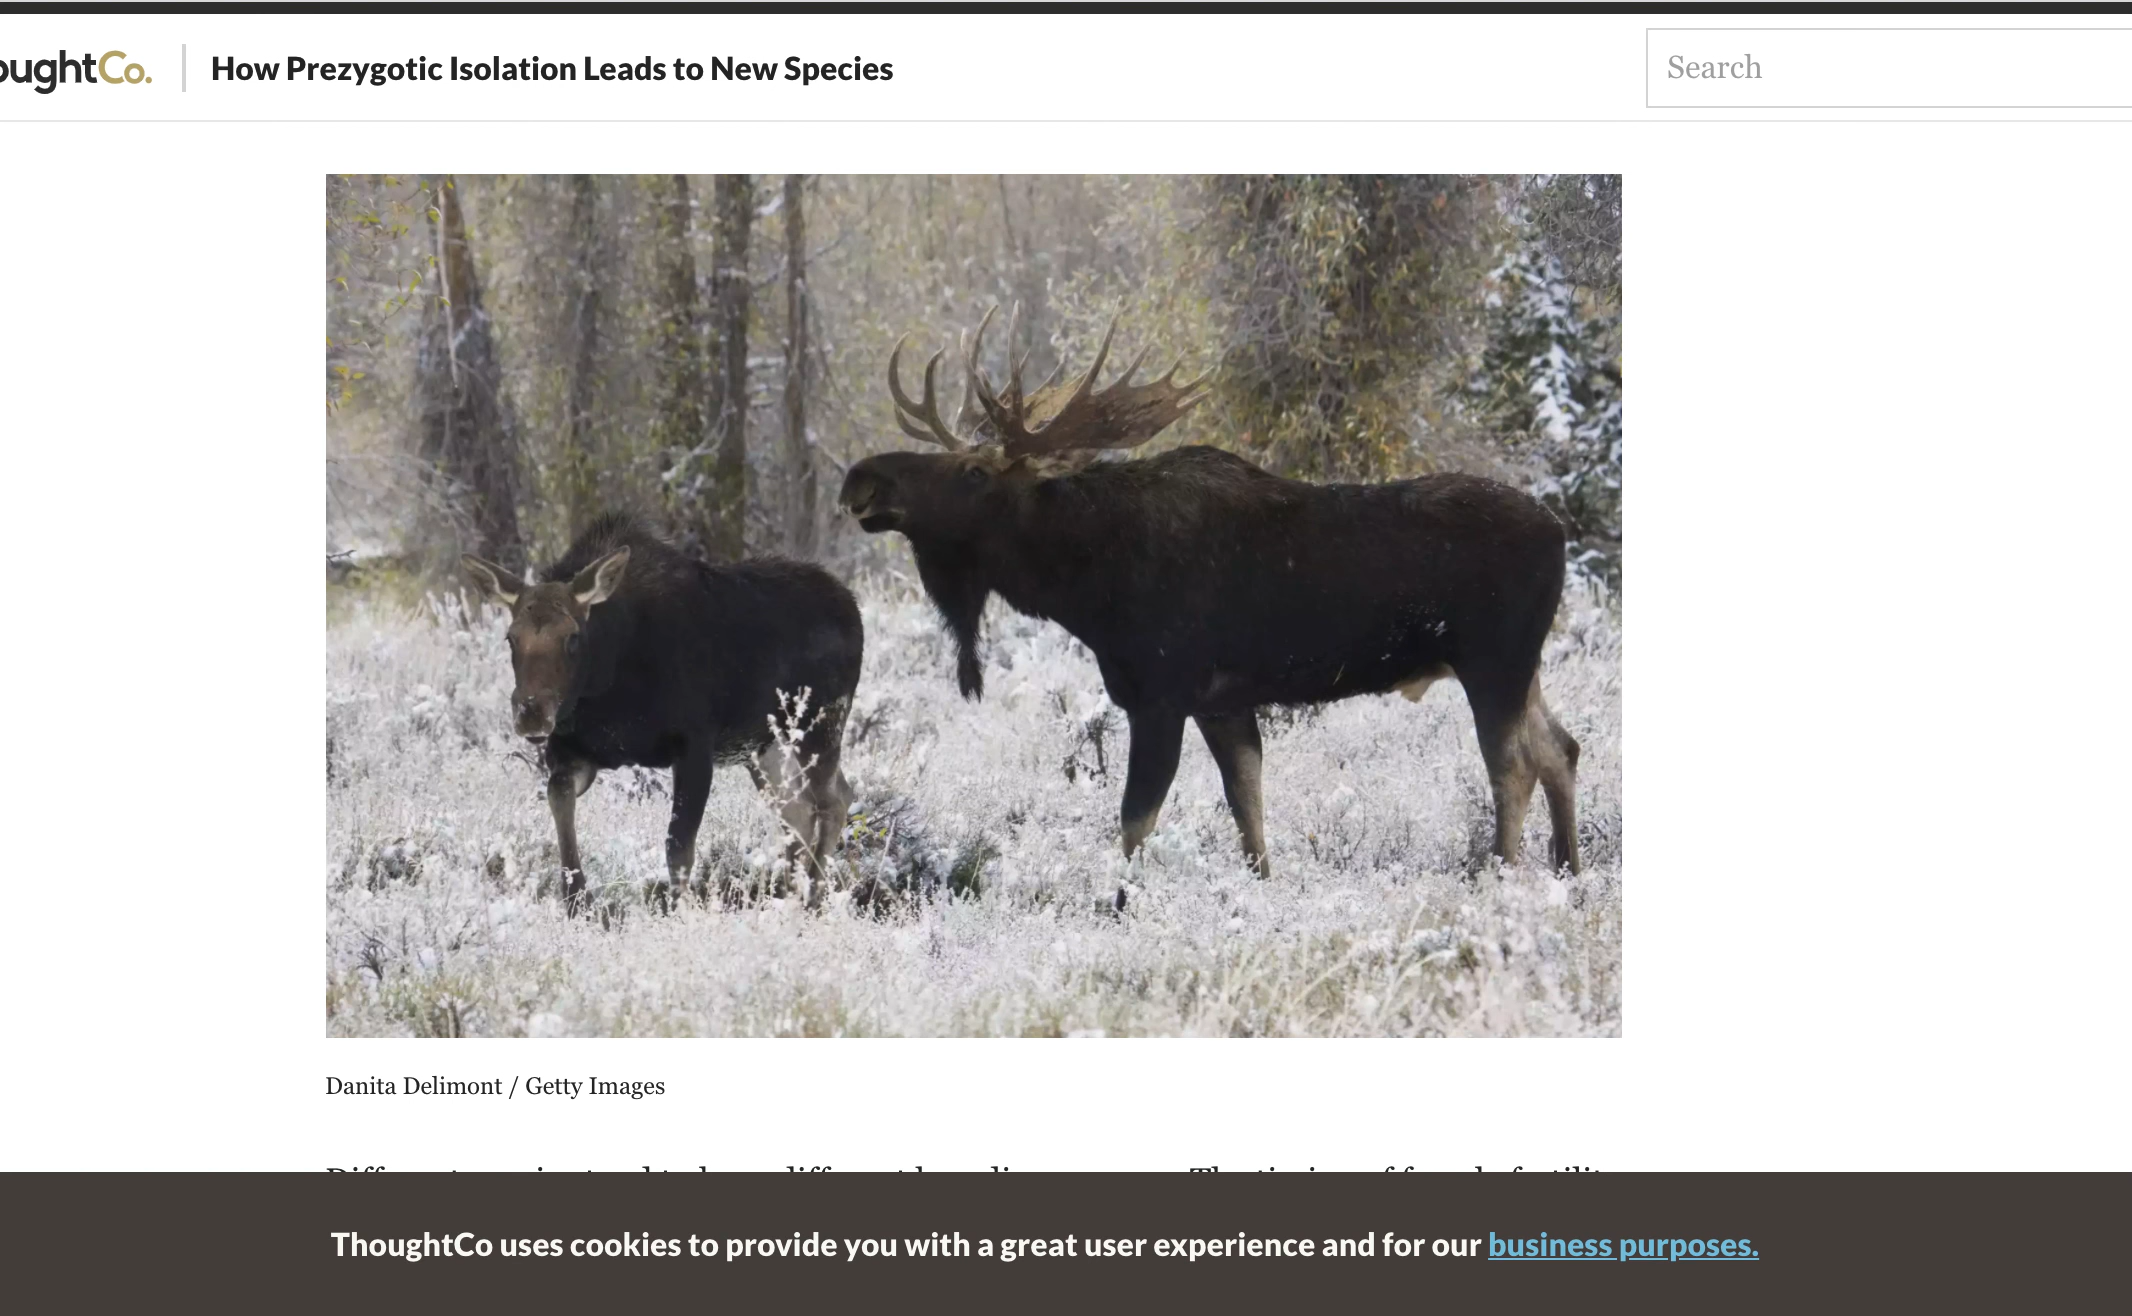 oughtCo.
How Prezygotic Isolation Leads to New Species
Search
Danita Delimont / Getty Images
ThoughtCo uses cookies to provide you with a great user experience and for our business purposes.